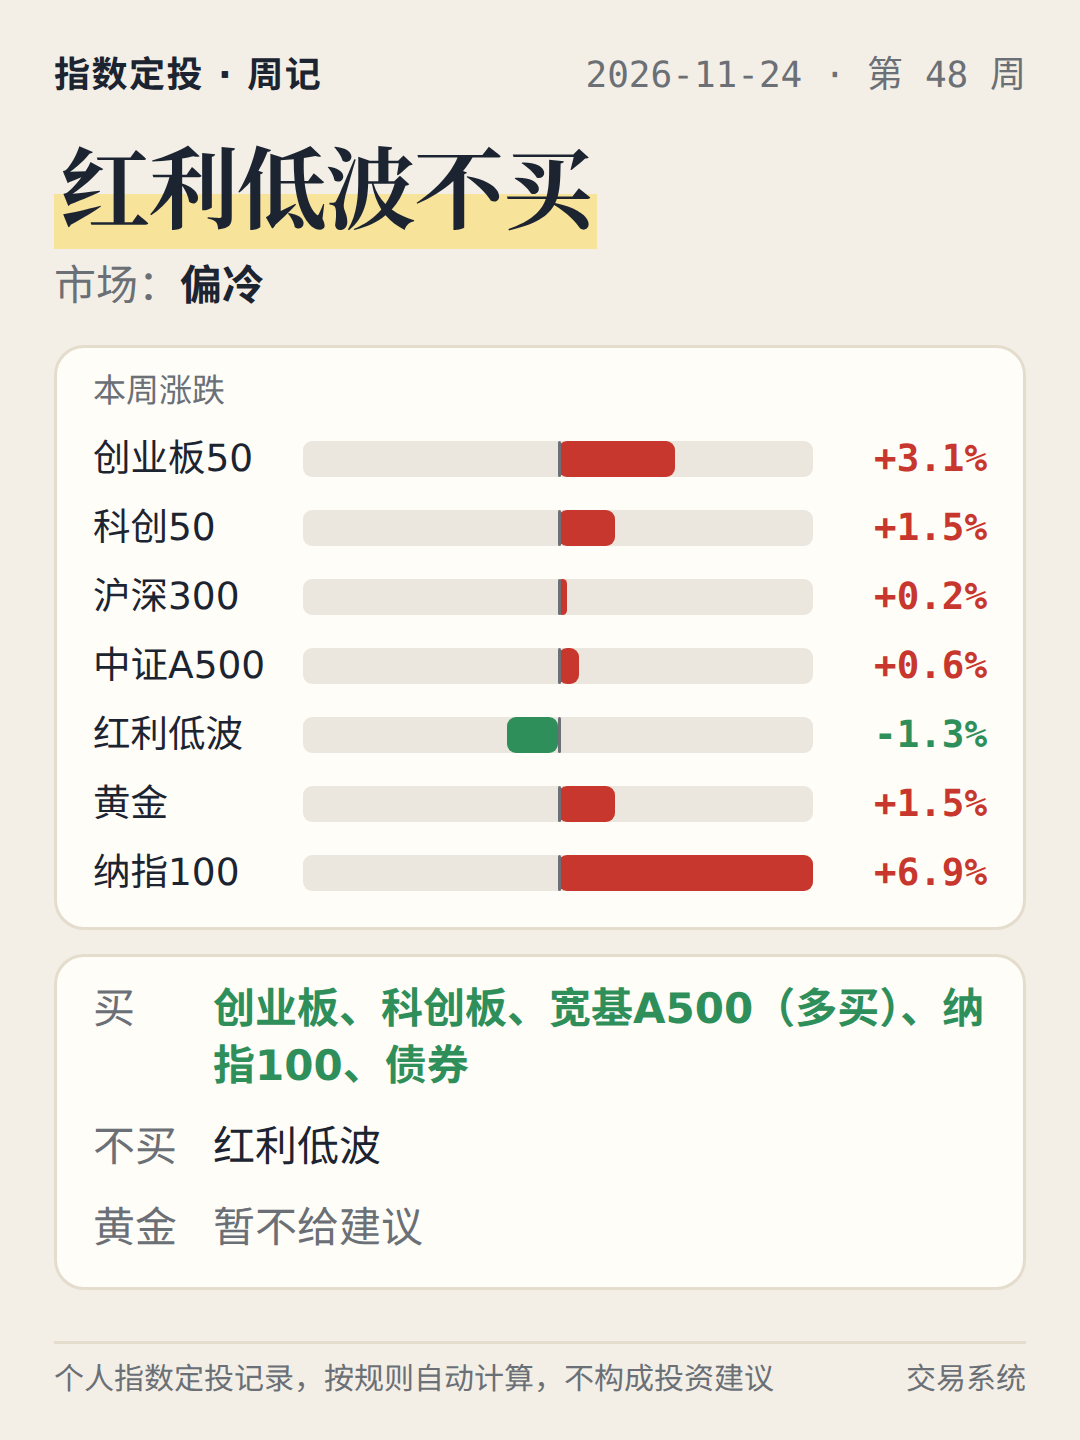 指数定投 · 周记
2026-11-24 · 第 48 周
红利低波不买
市场：偏冷
本周涨跌
创业板50 +3.1%
科创50 +1.5%
沪深300 +0.2%
中证A500 +0.6%
红利低波 -1.3%
黄金 +1.5%
纳指100 +6.9%
买 创业板、科创板、宽基A500（多买）、纳
指100、债券
不买 红利低波
黄金 暂不给建议
个人指数定投记录，按规则自动计算，不构成投资建议
交易系统